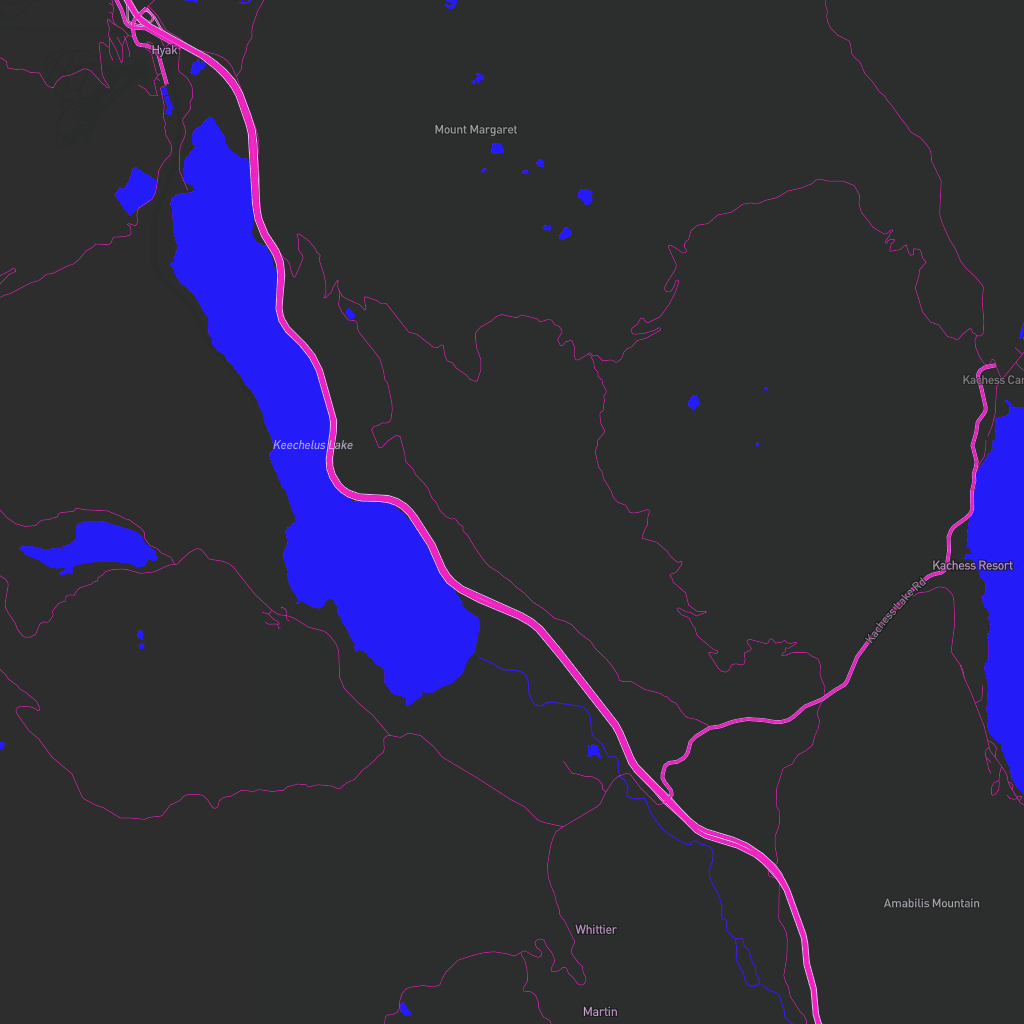 Hyak
Mount Margaret
Kachess Car
Keechelus Lake
Kachess Resort
Kachess Lake Rd
Amabilis Mountain
Whittier
Martin